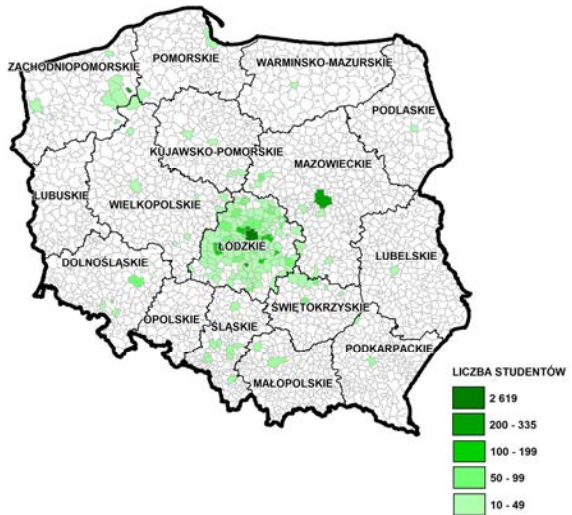 POMORSKIE
ZACHODNIOPOMORSKIE
WARMIŃSKO-MAZURSKIE
PODLASKIE
KUJAWSKO-POMORSKIE
MAZOWIECKIE
LUBUSKIE
WIELKOPOLSKIE
ŁÓDZKIE
LUBELSKIE
DOLNOŚLĄSKIE
ŚWIĘTOKRZYSKIE
OPOLSKIE
ŚLĄSKIE
PODKARPACKIE
MAŁOPOLSKIE
LICZBA STUDENTÓW
2 619
200 - 335
100 - 199
50 - 99
10 - 49